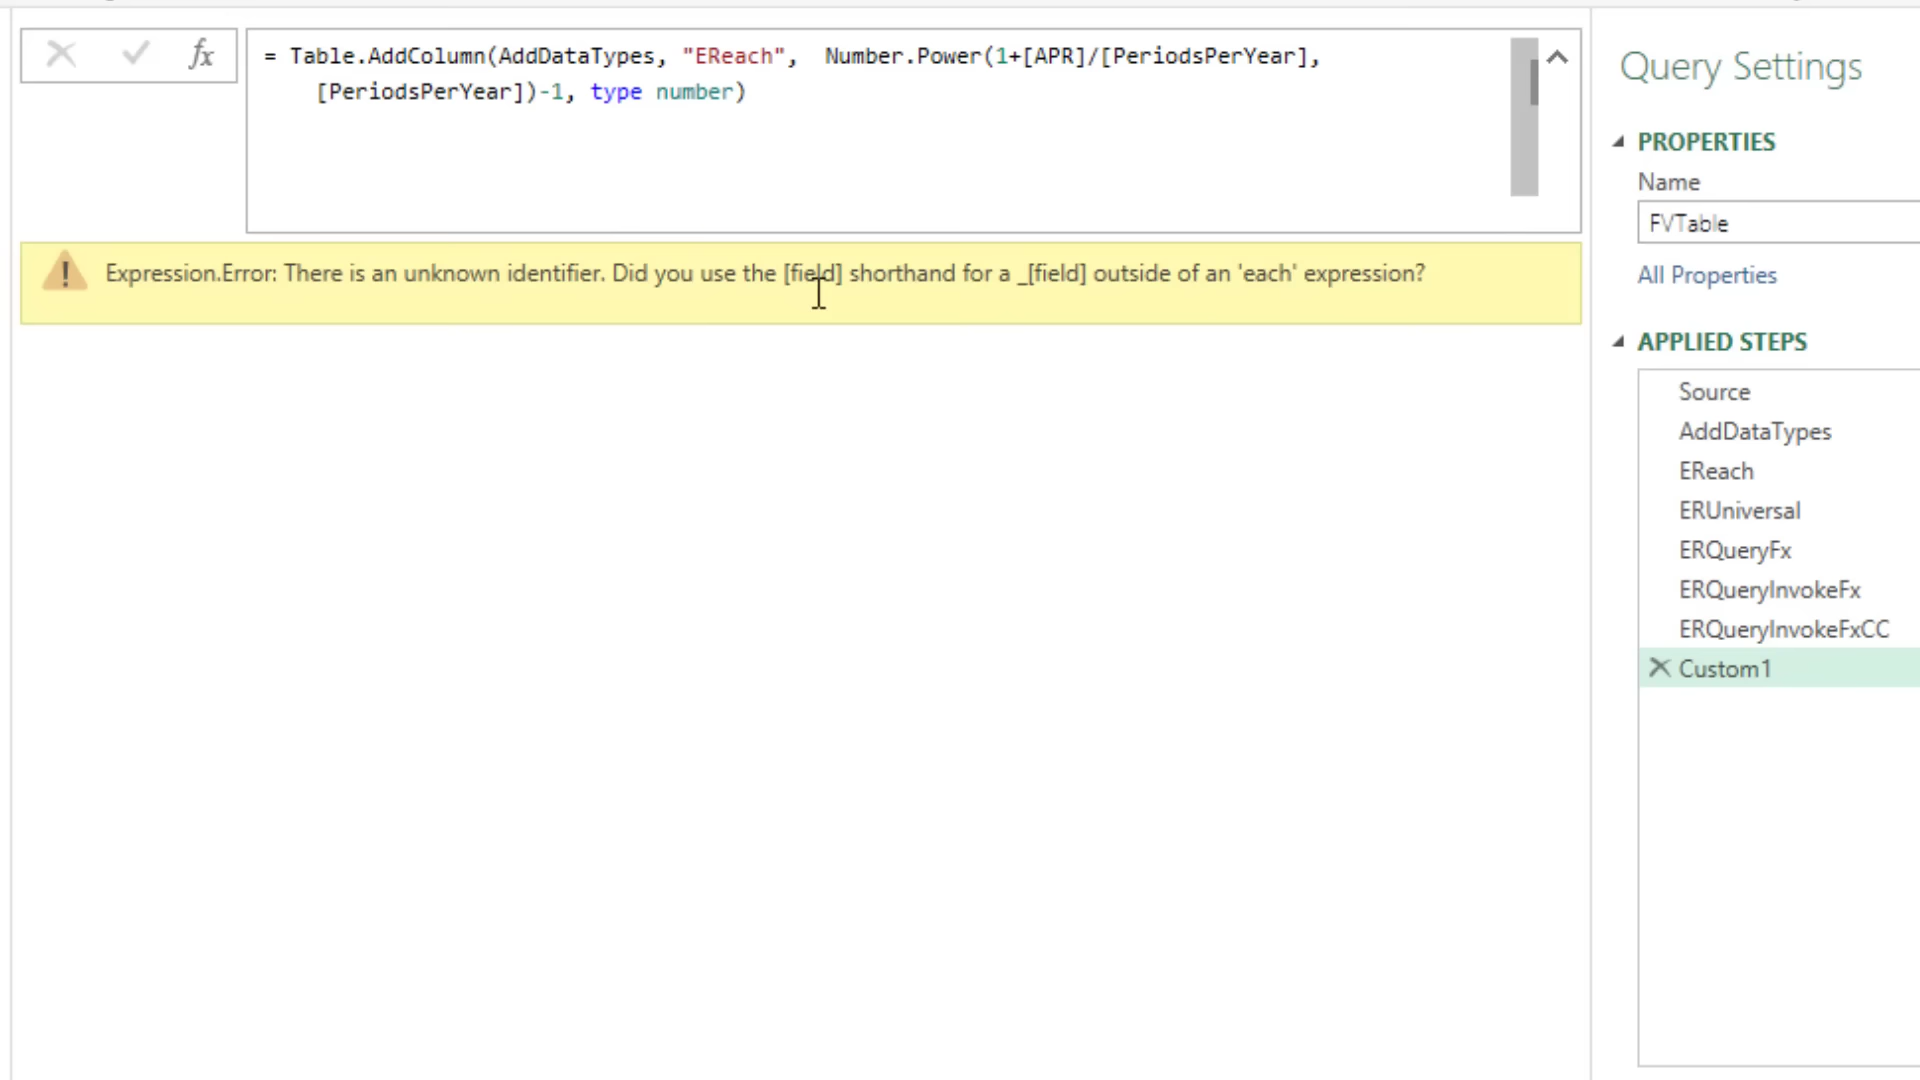 fx
= Table.AddColumn(AddDataTypes, "EReach",  Number.Power(1+[APR]/[PeriodsPerYear],
[PeriodsPerYear])-1, type number)
Expression.Error: There is an unknown identifier. Did you use the [field] shorthand for a _[field] outside of an 'each' expression?
Query Settings
PROPERTIES
Name
FVTable
All Properties
APPLIED STEPS
Source
AddDataTypes
EReach
ERUniversal
ERQueryFx
ERQueryInvokeFx
ERQueryInvokeFxCC
Custom1